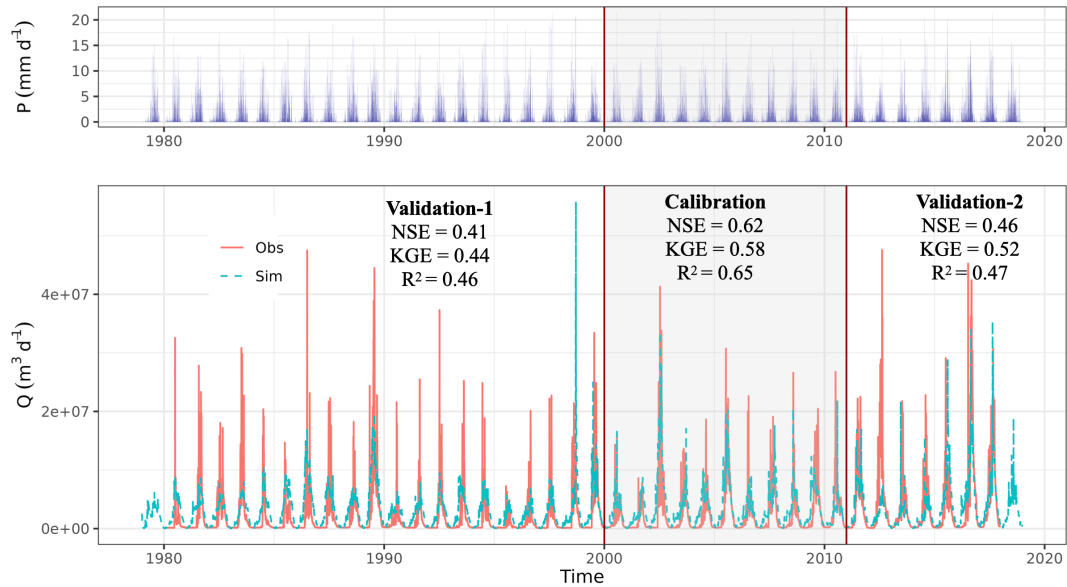 P (mm d⁻¹)
20
15
10
5
0
1980
1990
2000
2010
2020
Q (m³ d⁻¹)
Validation-1
NSE = 0.41
KGE = 0.44
R² = 0.46
Calibration
NSE = 0.62
KGE = 0.58
R² = 0.65
Validation-2
NSE = 0.46
KGE = 0.52
R² = 0.47
Obs
Sim
4e+07
2e+07
0e+00
1980
1990
2000
2010
2020
Time